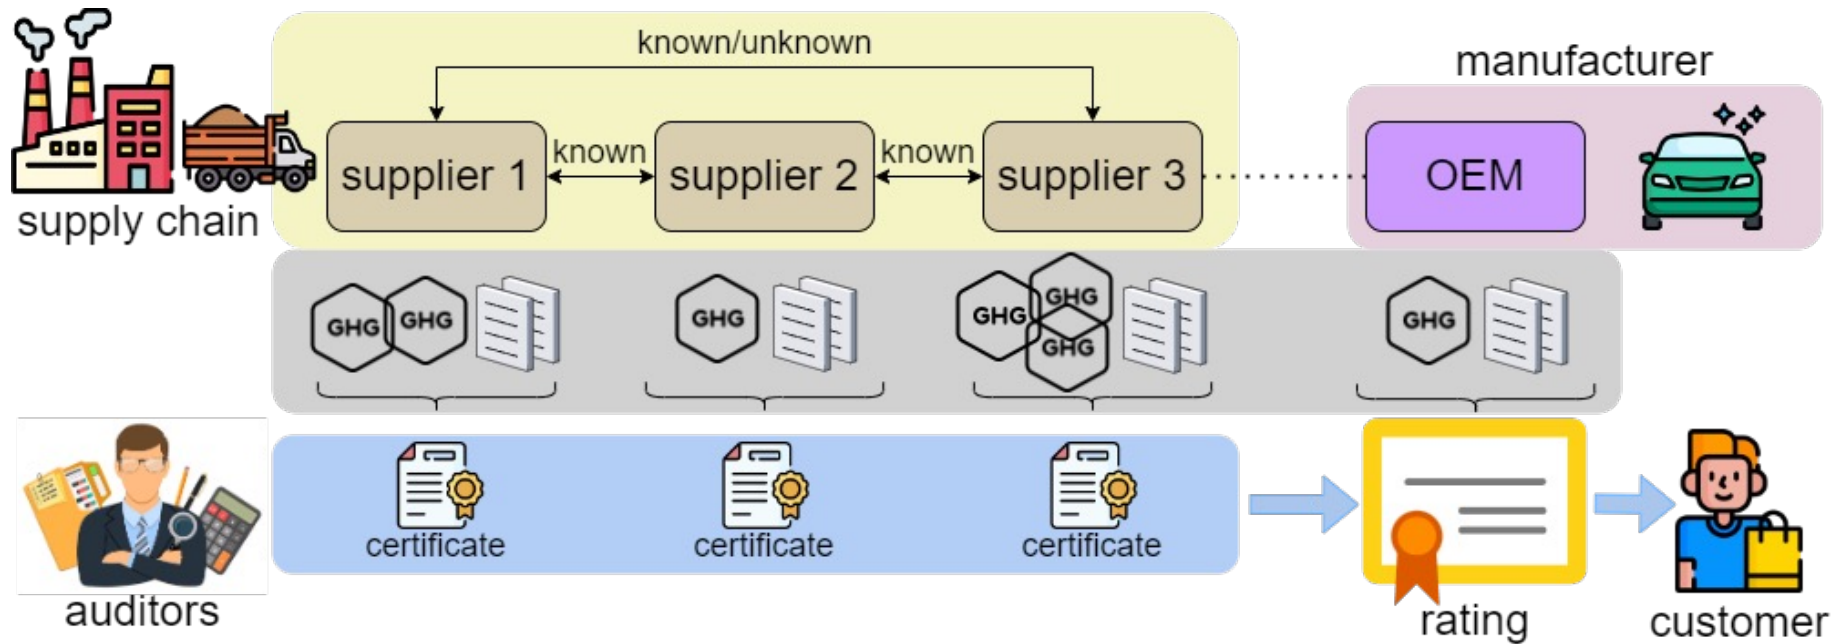 known/unknown
manufacturer
supplier 1
known
supplier 2
known
supplier 3
OEM
supply chain
GHG
GHG
GHG
GHG
GHG
GHG
GHG
certificate
certificate
certificate
auditors
rating
customer